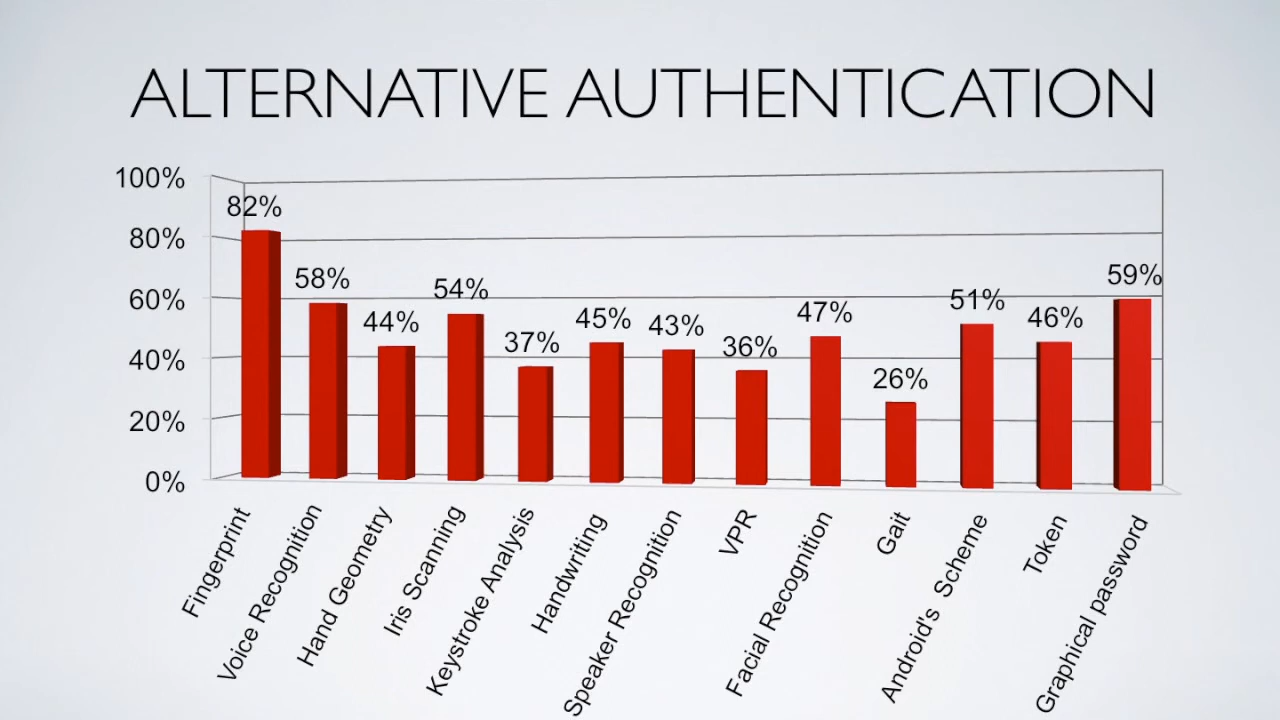 ALTERNATIVE AUTHENTICATION
100%
80%
60%
40%
20%
0%
82%
58%
44%
54%
37%
45%
43%
36%
47%
26%
51%
46%
59%
Fingerprint
Voice Recognition
Hand Geometry
Iris Scanning
Keystroke Analysis
Handwriting
Speaker Recognition
VPR
Facial Recognition
Gait
Android's Scheme
Token
Graphical password